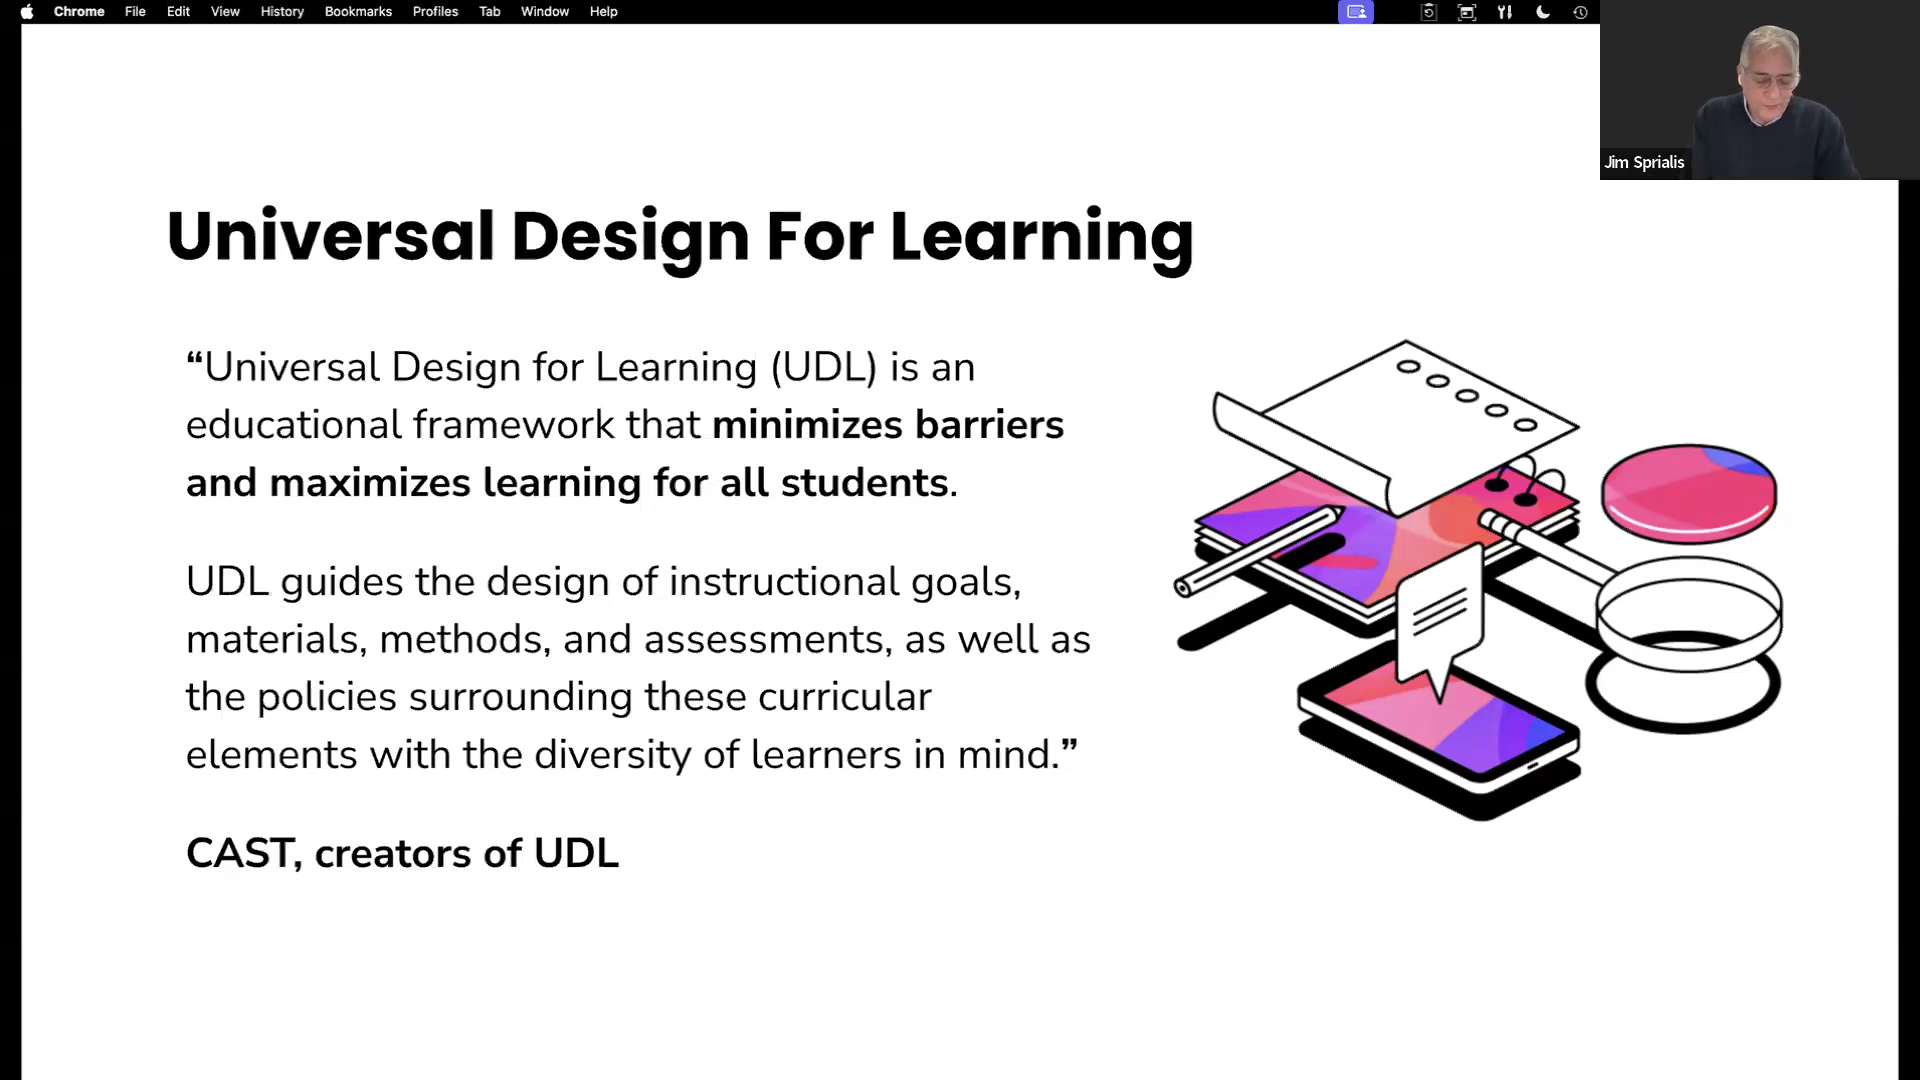 Chrome File Edit View History Bookmarks Profiles Tab Window Help
Jim Sprialis
Universal Design For Learning
“Universal Design for Learning (UDL) is an
educational framework that minimizes barriers
and maximizes learning for all students.
UDL guides the design of instructional goals,
materials, methods, and assessments, as well as
the policies surrounding these curricular
elements with the diversity of learners in mind.”
CAST, creators of UDL